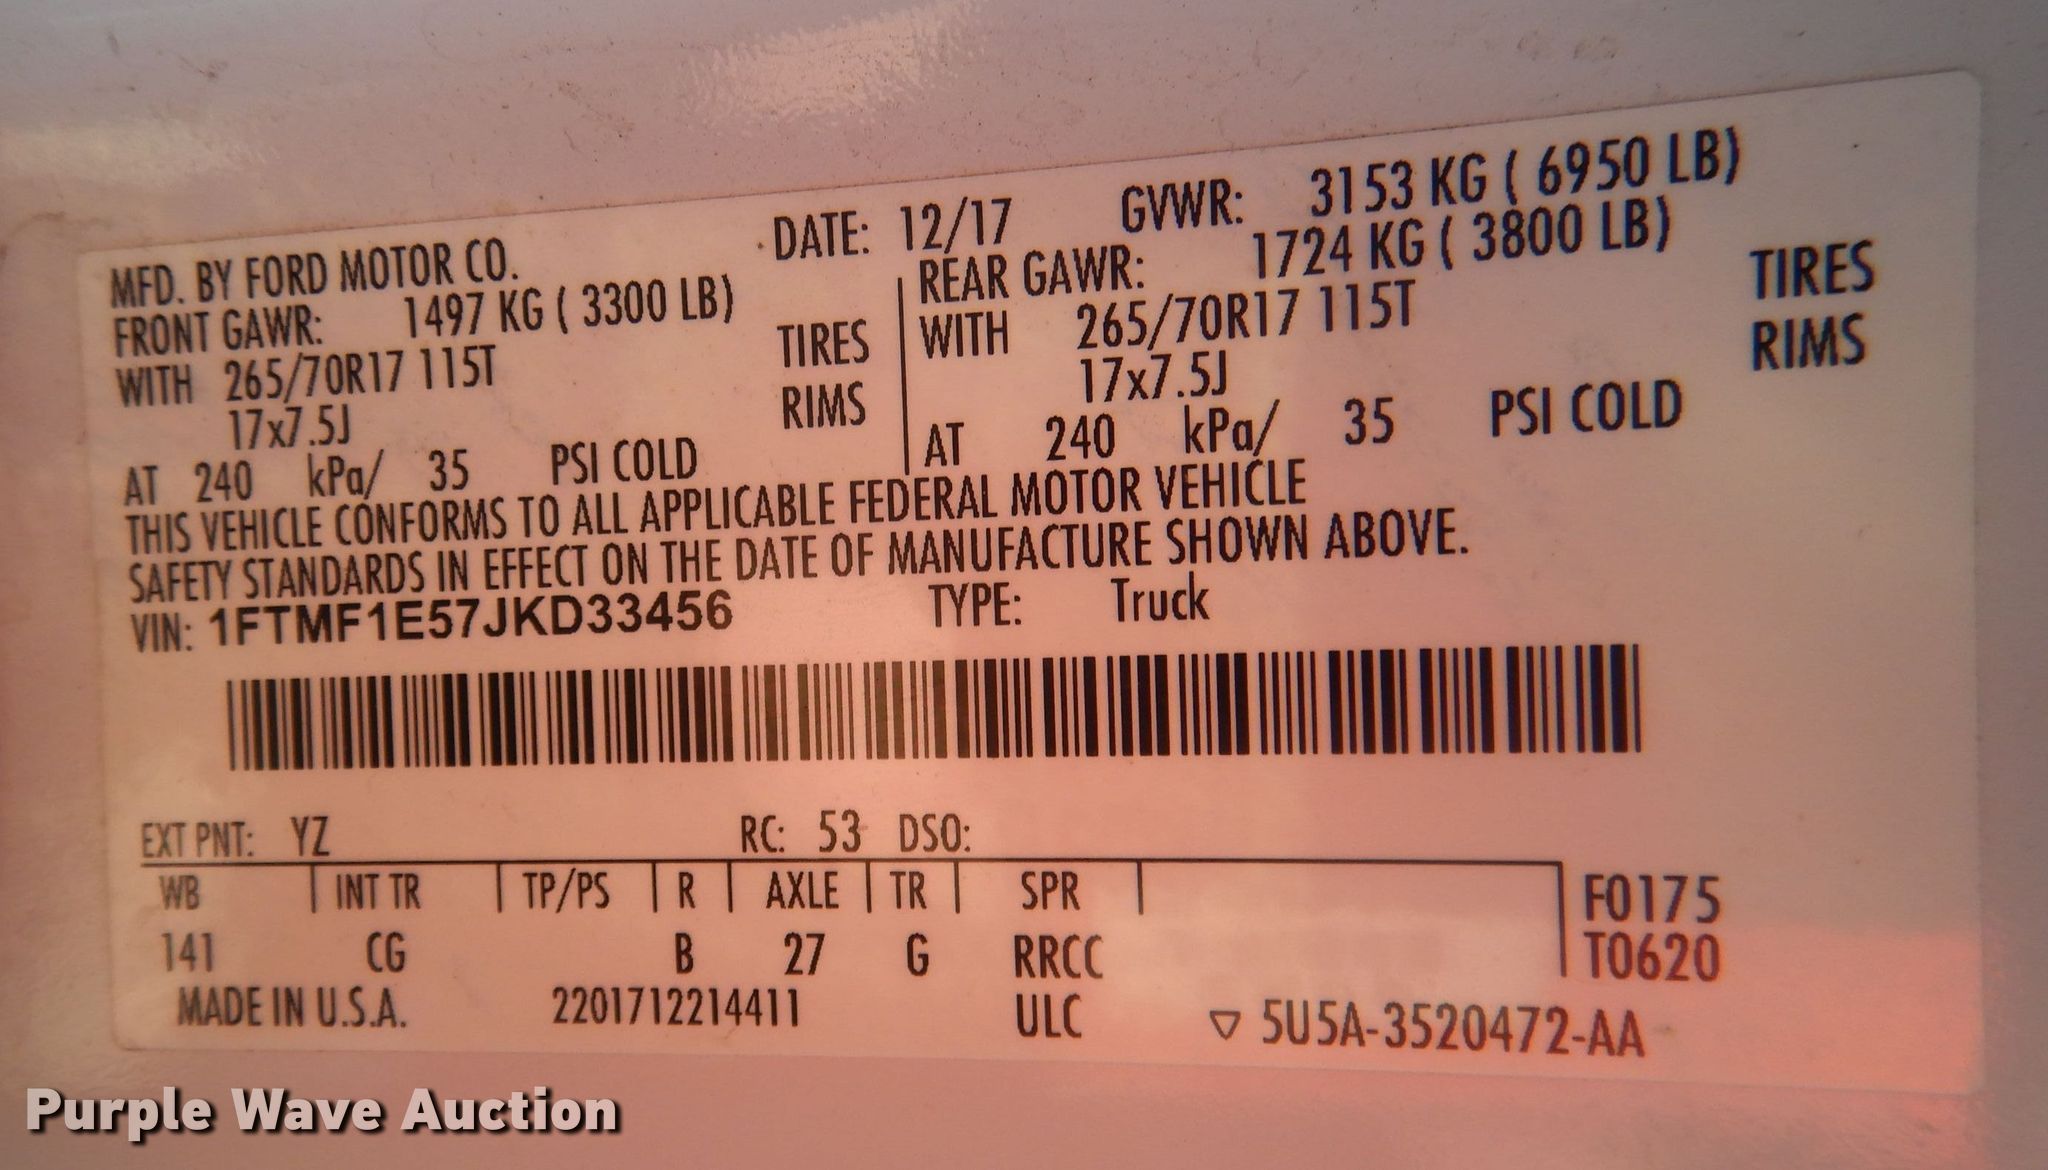 MFD. BY FORD MOTOR CO. DATE: 12/17 GVWR: 3153 KG ( 6950 LB)
FRONT GAWR: 1497 KG ( 3300 LB) REAR GAWR: 1724 KG ( 3800 LB)
WITH 265/70R17 115T TIRES WITH 265/70R17 115T TIRES
17x7.5J RIMS 17x7.5J RIMS
AT 240 kPa/ 35 PSI COLD AT 240 kPa/ 35 PSI COLD
THIS VEHICLE CONFORMS TO ALL APPLICABLE FEDERAL MOTOR VEHICLE
SAFETY STANDARDS IN EFFECT ON THE DATE OF MANUFACTURE SHOWN ABOVE.
VIN: 1FTMF1E57JKD33456 TYPE: Truck
EXT PNT: YZ RC: 53 DSO:
WB INT TR TP/PS R AXLE TR SPR F0175
141 CG B 27 G RRCC T0620
MADE IN U.S.A. 2201712214411 ULC ▽ 5U5A-3520472-AA
Purple Wave Auction